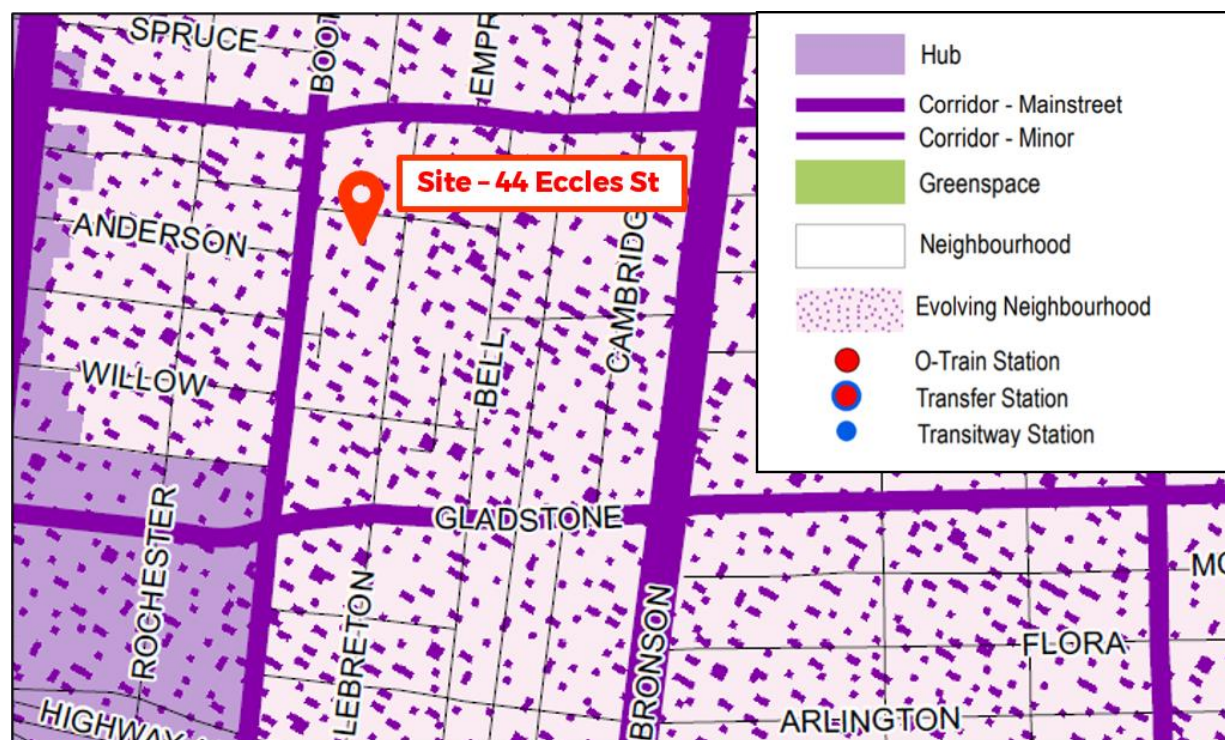 SPRUCE
BOOT
EMPR
Site – 44 Eccles St
ANDERSON
CAMBRIDG
WILLOW
BELL
GLADSTONE
ROCHESTER
LEBRETON
BRONSON
FLORA
HIGHWAY
ARLINGTON
MO
Hub
Corridor - Mainstreet
Corridor - Minor
Greenspace
Neighbourhood
Evolving Neighbourhood
O-Train Station
Transfer Station
Transitway Station